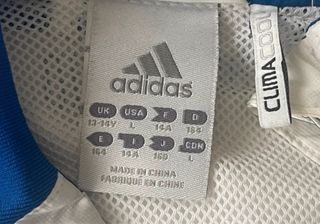 adidas
UK USA F D
13-14Y L 14A 164
E I J CDN
164 14A 160 L
MADE IN CHINA
FABRIQUÉ EN CHINE
CLIMACOOL